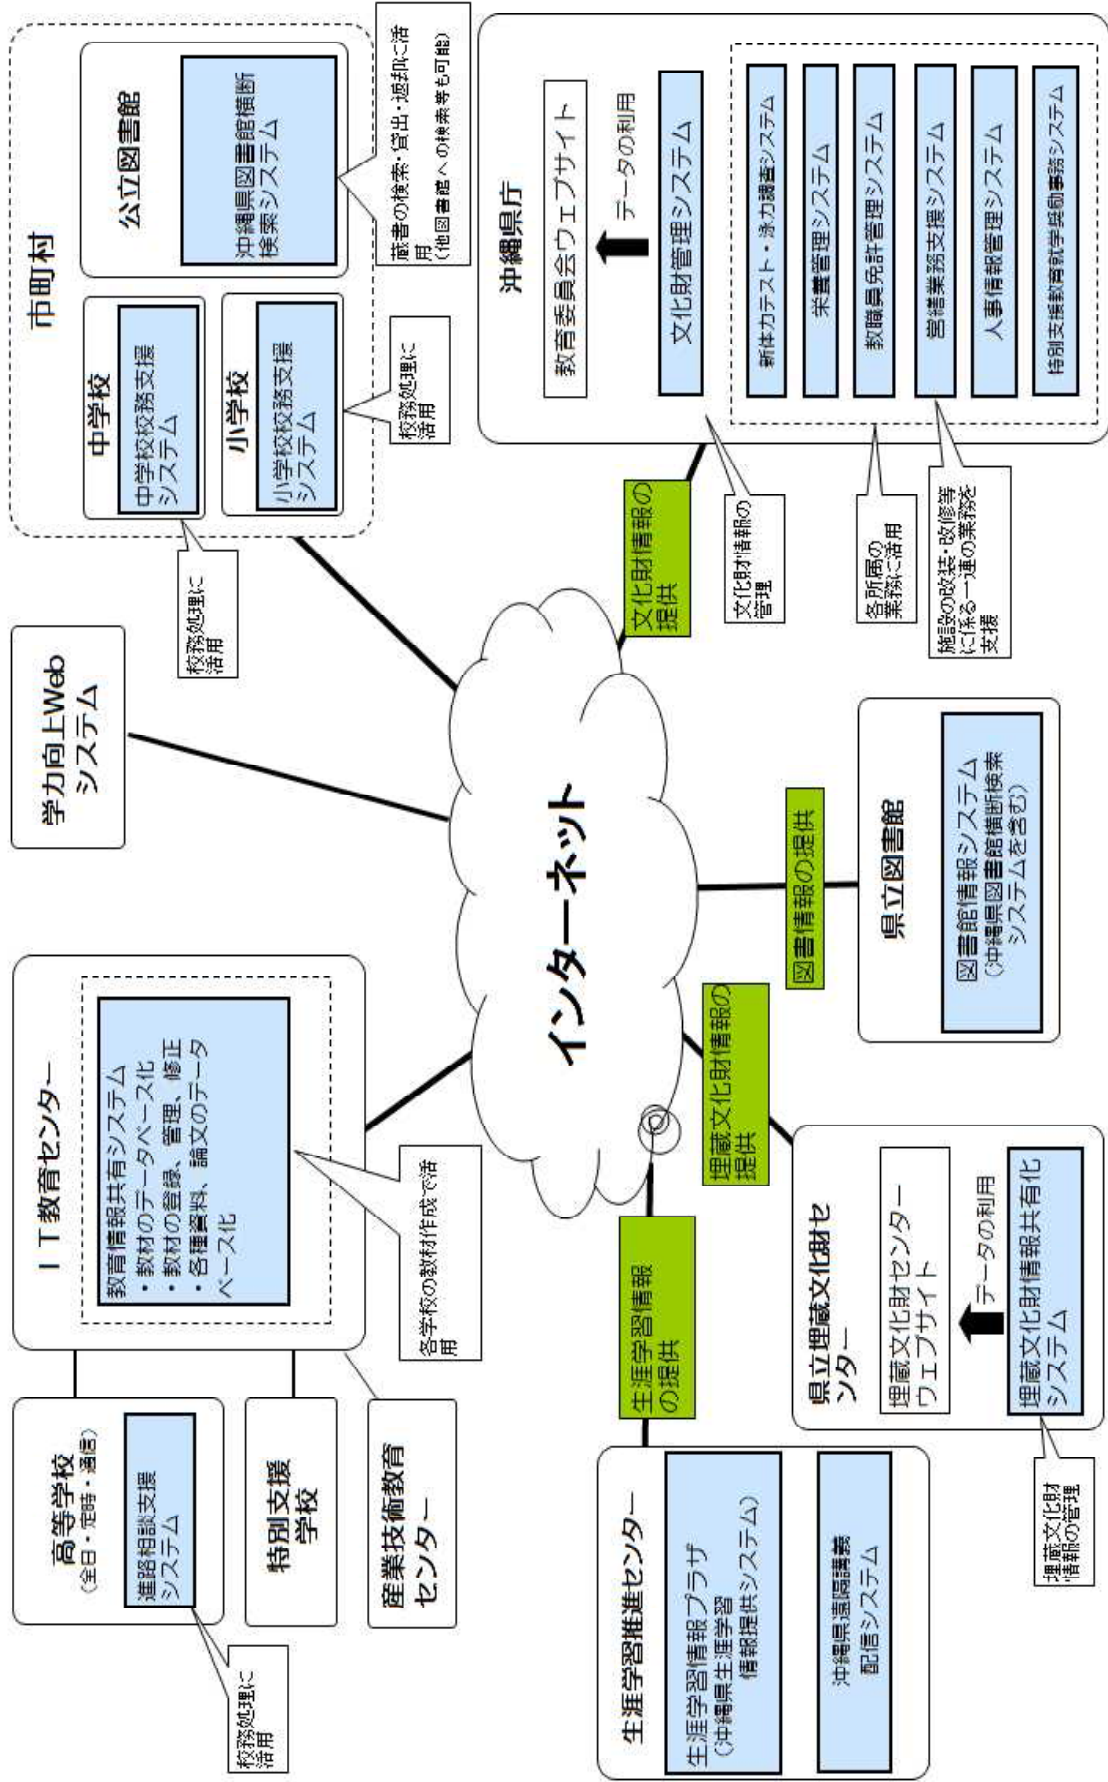 高等学校
（全日・定時・通信）
進路相談支援
システム
校務処理に
活用
特別支援
学校
産業技術教育
センター
ＩＴ教育センター
教育情報共有システム
・教材のデータベース化
・教材の登録、管理、修正
・各種資料、論文のデータ
ベース化
各学校の教材作成で活
用
学力向上Web
システム
市町村
中学校
中学校校務支援
システム
校務処理に
活用
小学校
小学校校務支援
システム
校務処理に
活用
公立図書館
沖縄県図書館横断
検索システム
蔵書の検索・貸出・返却に活
用
（他図書館への検索等も可能）
インターネット
生涯学習情報
の提供
埋蔵文化財情報の
提供
図書情報の提供
文化財情報の
提供
生涯学習推進センター
生涯学習情報プラザ
（沖縄県生涯学習
情報提供システム）
沖縄県遠隔講義
配信システム
県立埋蔵文化財セ
ンター
埋蔵文化財センター
ウェブサイト
データの利用
埋蔵文化財情報共有化
システム
埋蔵文化財
情報の管理
県立図書館
図書館情報システム
（沖縄県図書館横断検索
システムを含む）
沖縄県庁
教育委員会ウェブサイト
データの利用
文化財管理システム
文化財情報の
管理
新体力テスト・泳力調査システム
栄養管理システム
教職員免許管理システム
営繕業務支援システム
人事情報管理システム
特別支援教育就学奨励事務システム
各所属の
業務に活用
施設の改装・改修等
に係る一連の業務を
支援